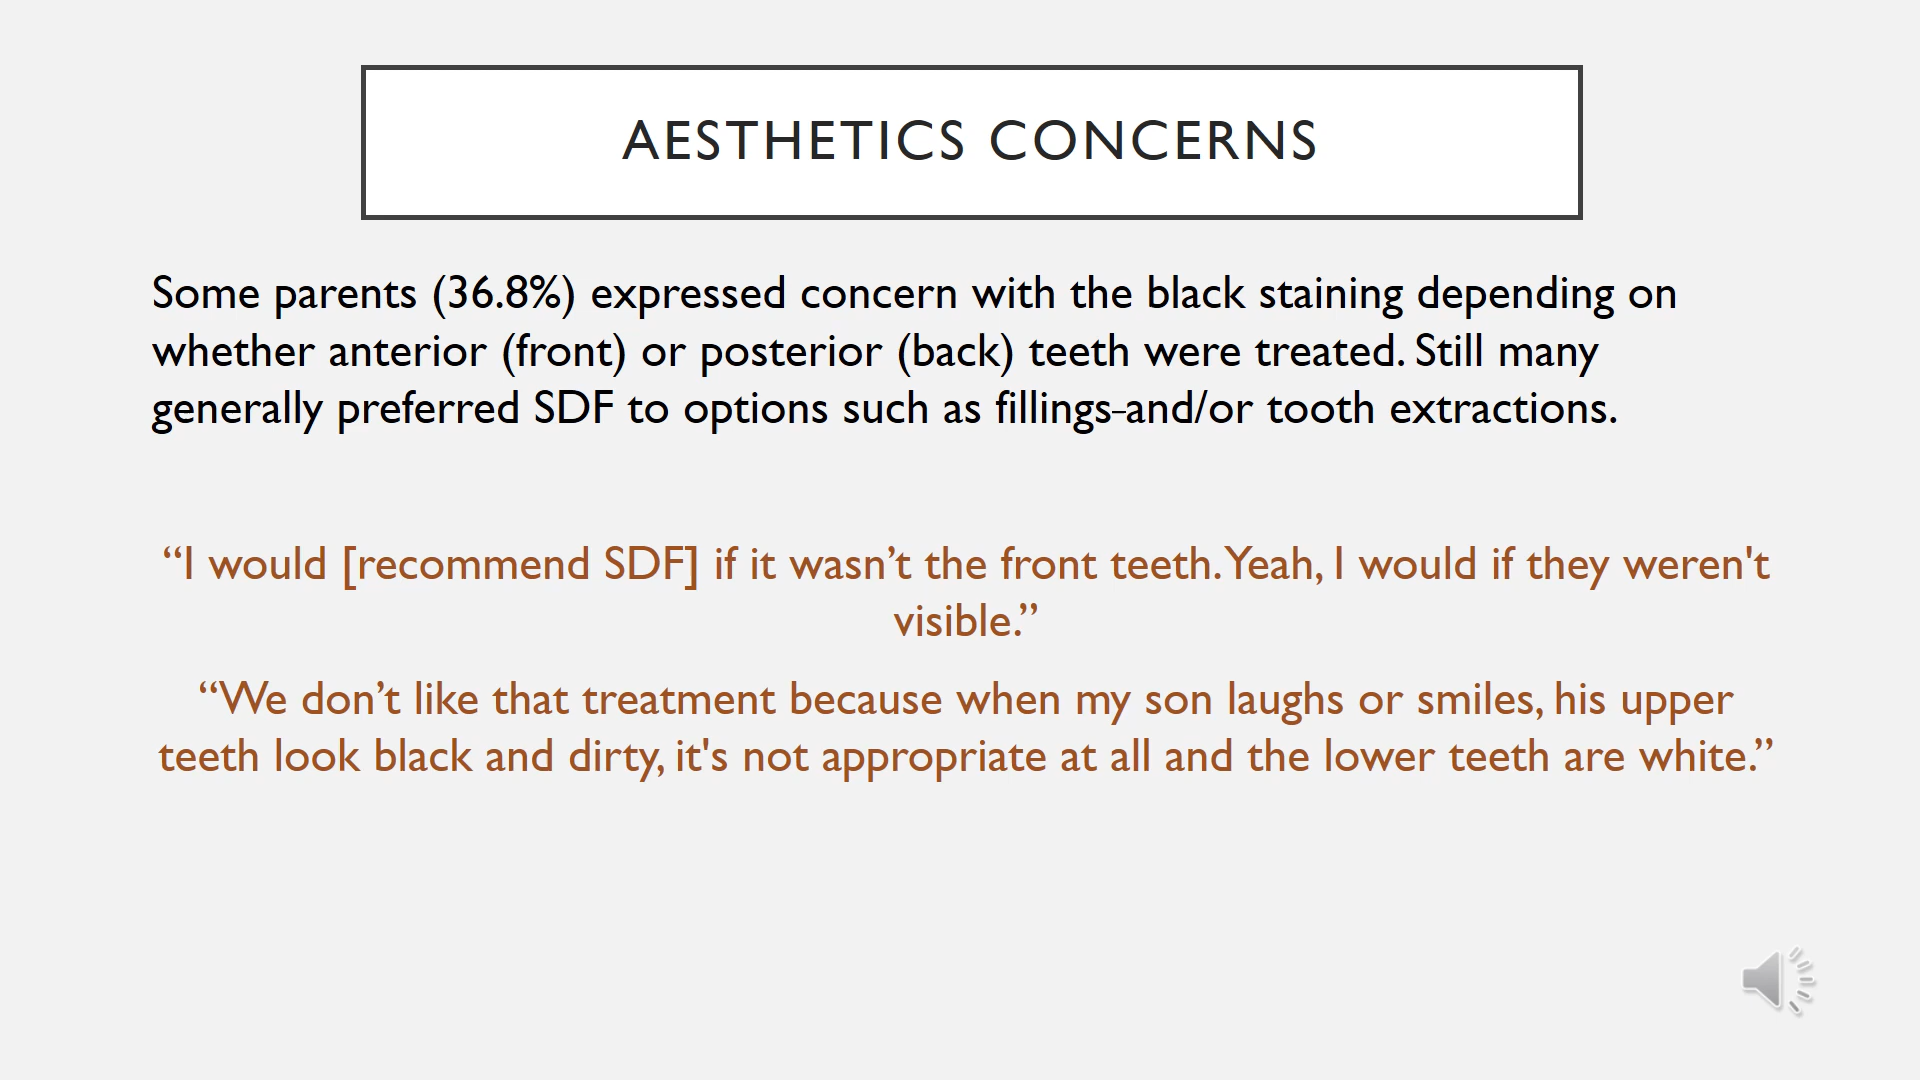 AESTHETICS CONCERNS
Some parents (36.8%) expressed concern with the black staining depending on
whether anterior (front) or posterior (back) teeth were treated. Still many
generally preferred SDF to options such as fillings-and/or tooth extractions.
“I would [recommend SDF] if it wasn’t the front teeth. Yeah, I would if they weren't
visible.”
“We don’t like that treatment because when my son laughs or smiles, his upper
teeth look black and dirty, it's not appropriate at all and the lower teeth are white.”